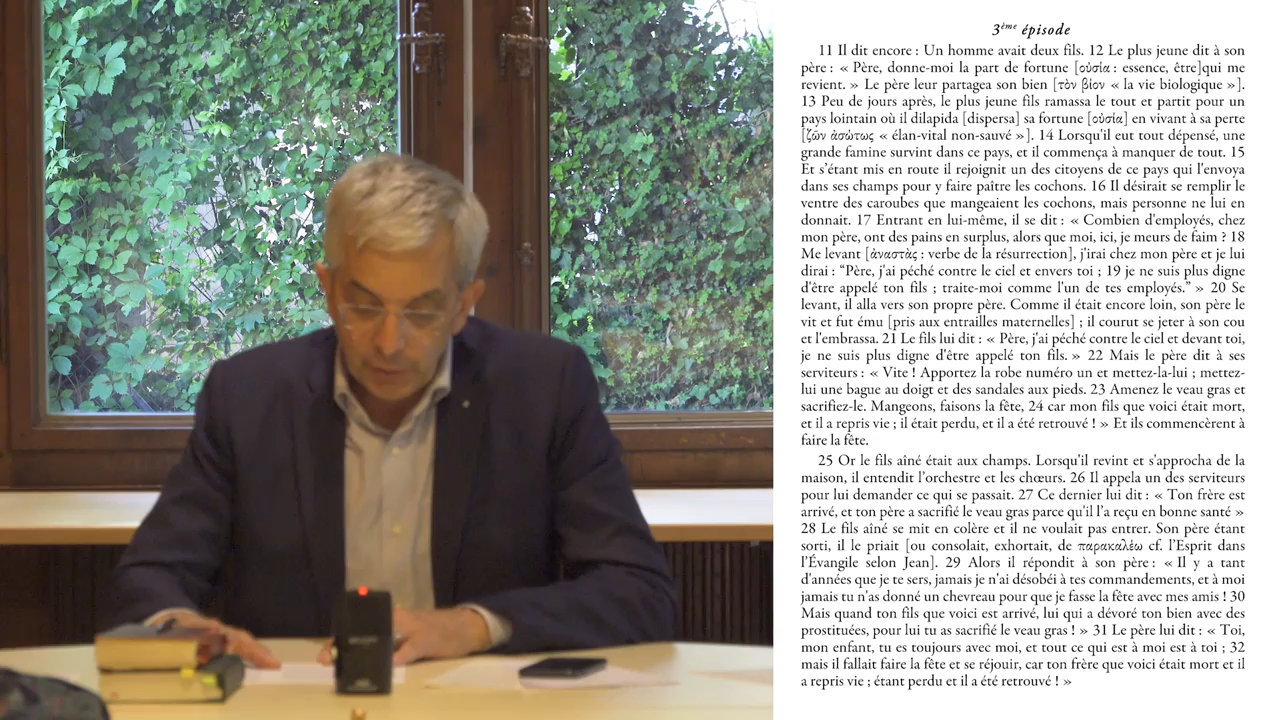 3ème épisode
11 Il dit encore : Un homme avait deux fils. 12 Le plus jeune dit à son
père : « Père, donne-moi la part de fortune [οὐσία : essence, être]qui me
revient. » Le père leur partagea son bien [τὸν βίον « la vie biologique »].
13 Peu de jours après, le plus jeune fils ramassa le tout et partit pour un
pays lointain où il dilapida [dispersa] sa fortune [οὐσία] en vivant à sa perte
[ζῶν ἀσώτως « élan-vital non-sauvé »]. 14 Lorsqu'il eut tout dépensé, une
grande famine survint dans ce pays, et il commença à manquer de tout. 15
Et s'étant mis en route il rejoignit un des citoyens de ce pays qui l'envoya
dans ses champs pour y faire paître les cochons. 16 Il désirait se remplir le
ventre des caroubes que mangeaient les cochons, mais personne ne lui en
donnait. 17 Entrant en lui-même, il se dit : « Combien d'employés, chez
mon père, ont des pains en surplus, alors que moi, ici, je meurs de faim ? 18
Me levant [ἀναστὰς : verbe de la résurrection], j'irai chez mon père et je lui
dirai : “Père, j'ai péché contre le ciel et envers toi ; 19 je ne suis plus digne
d'être appelé ton fils ; traite-moi comme l'un de tes employés.” » 20 Se
levant, il alla vers son propre père. Comme il était encore loin, son père le
vit et fut ému [pris aux entrailles maternelles] ; il courut se jeter à son cou
et l'embrassa. 21 Le fils lui dit : « Père, j'ai péché contre le ciel et devant toi,
je ne suis plus digne d'être appelé ton fils. » 22 Mais le père dit à ses
serviteurs : « Vite ! Apportez la robe numéro un et mettez-la-lui ; mettez-
lui une bague au doigt et des sandales aux pieds. 23 Amenez le veau gras et
sacrifiez-le. Mangeons, faisons la fête, 24 car mon fils que voici était mort,
et il a repris vie ; il était perdu, et il a été retrouvé ! » Et ils commencèrent à
faire la fête.
25 Or le fils aîné était aux champs. Lorsqu'il revint et s'approcha de la
maison, il entendit l'orchestre et les chœurs. 26 Il appela un des serviteurs
pour lui demander ce qui se passait. 27 Ce dernier lui dit : « Ton frère est
arrivé, et ton père a sacrifié le veau gras parce qu'il l'a reçu en bonne santé »
28 Le fils aîné se mit en colère et il ne voulait pas entrer. Son père étant
sorti, il le priait [ou consolait, exhortait, de παρακαλέω cf. l'Esprit dans
l'Évangile selon Jean]. 29 Alors il répondit à son père : « Il y a tant
d'années que je te sers, jamais je n'ai désobéi à tes commandements, et à moi
jamais tu n'as donné un chevreau pour que je fasse la fête avec mes amis ! 30
Mais quand ton fils que voici est arrivé, lui qui a dévoré ton bien avec des
prostituées, pour lui tu as sacrifié le veau gras ! » 31 Le père lui dit : « Toi,
mon enfant, tu es toujours avec moi, et tout ce qui est à moi est à toi ; 32
mais il fallait faire la fête et se réjouir, car ton frère que voici était mort et il
a repris vie ; étant perdu et il a été retrouvé ! »